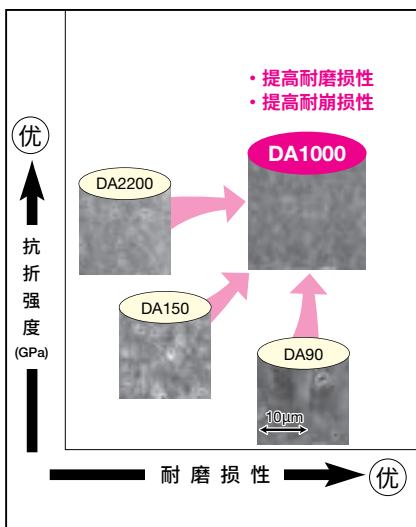 ・提高耐磨损性
・提高耐崩损性
DA1000
优
DA2200
抗折强度
(GPa)
DA150
DA90
10μm
耐磨损性
优